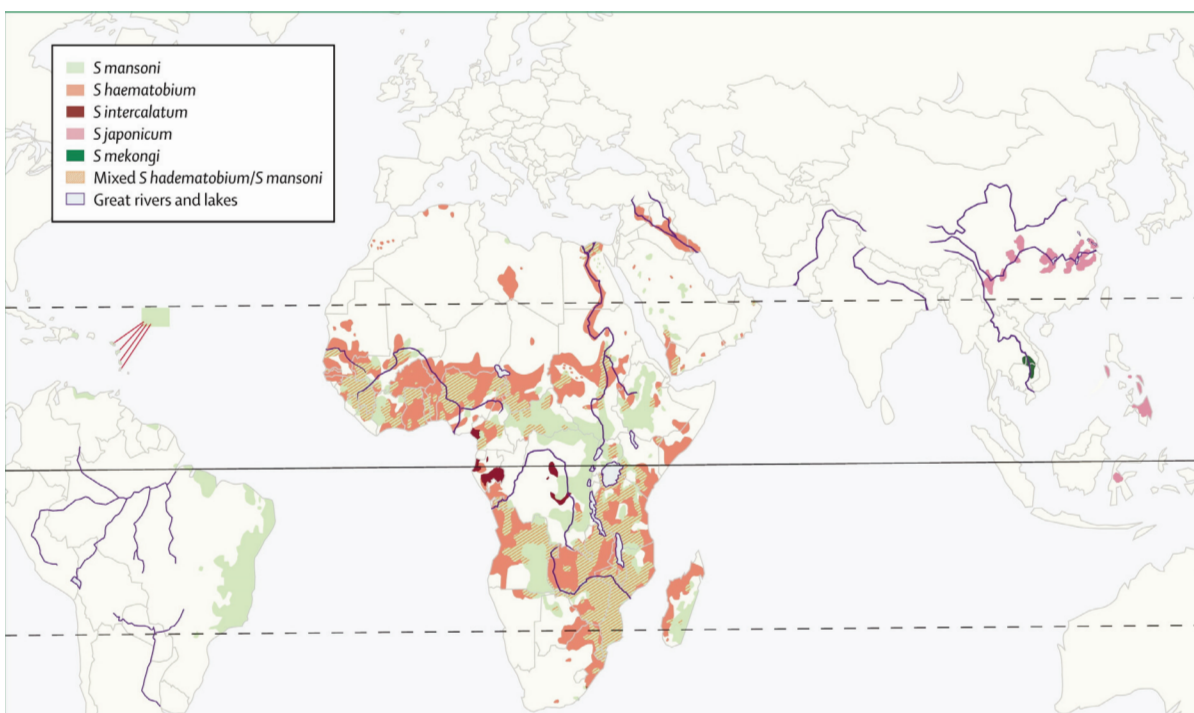 S mansoni
S haematobium
S intercalatum
S japonicum
S mekongi
Mixed S hadematobium/S mansoni
Great rivers and lakes